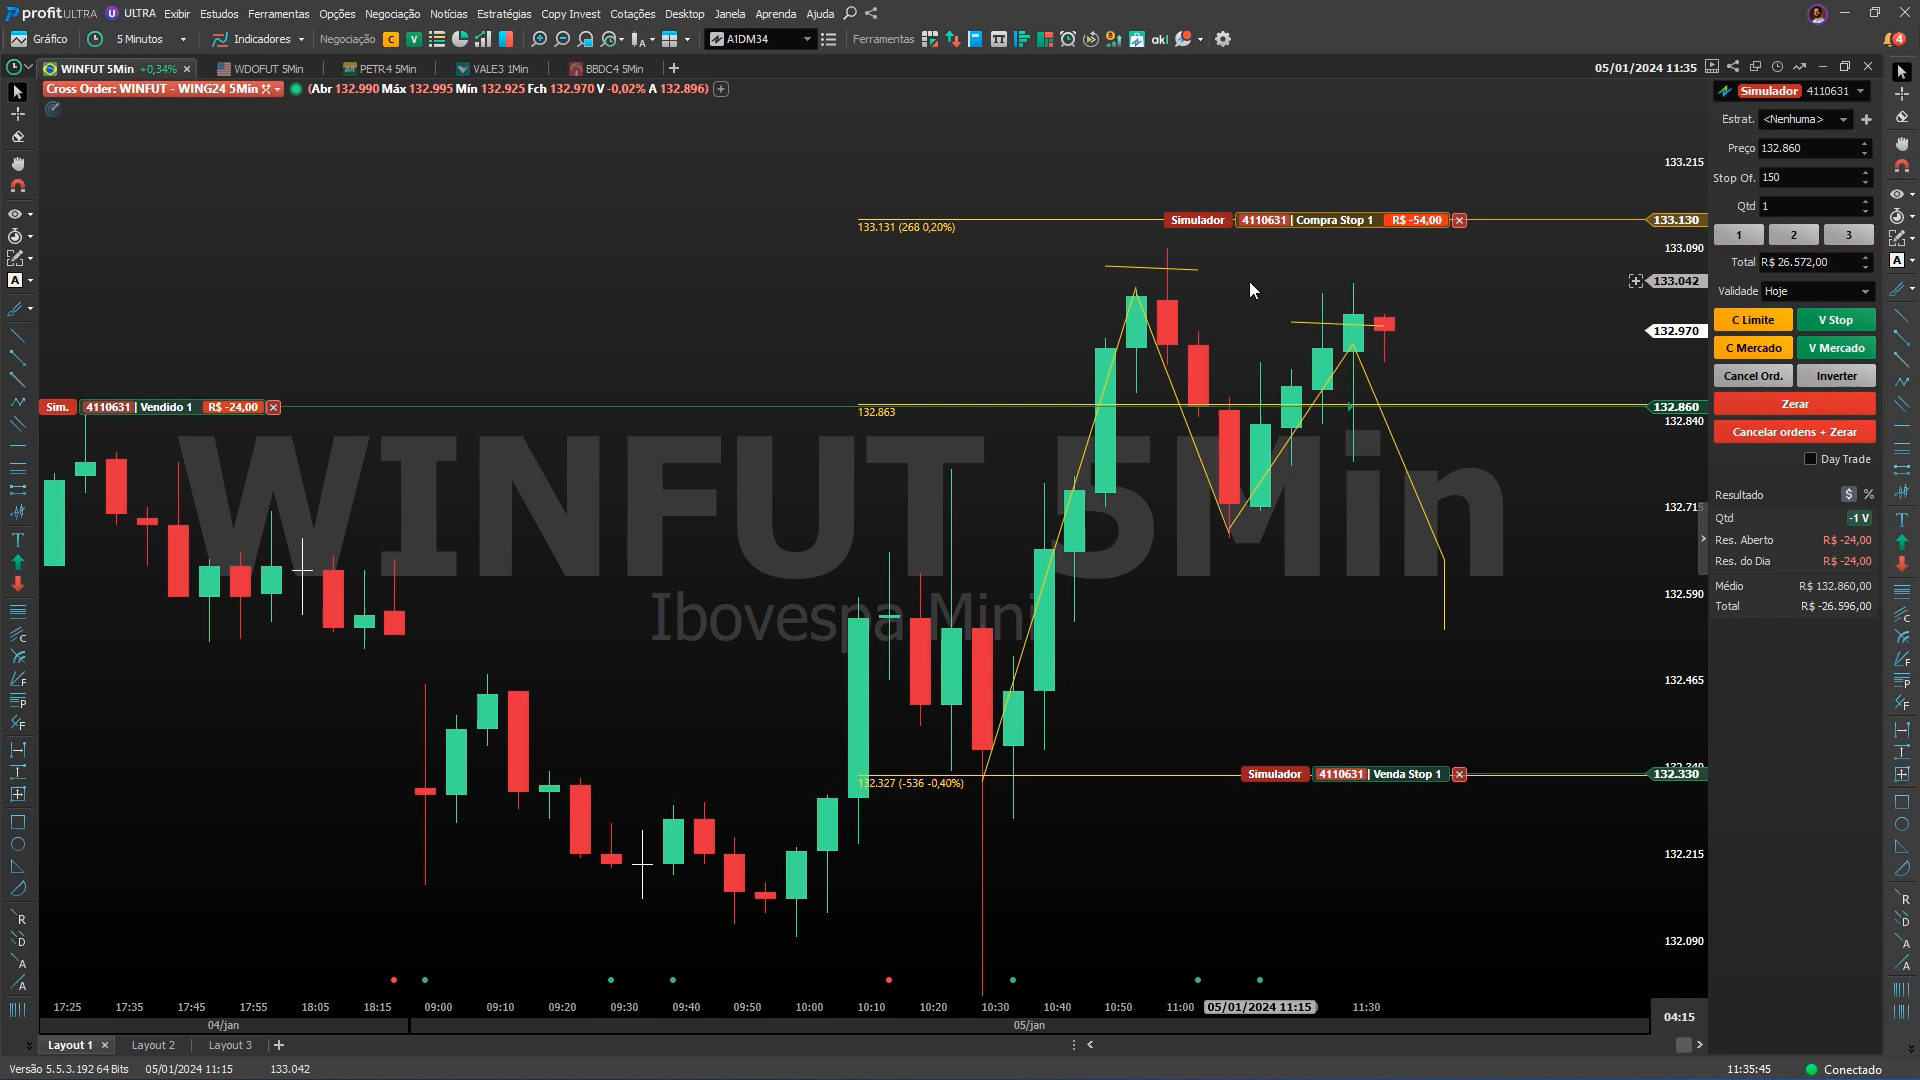 profitULTRA U ULTRA Exibir Estudos Ferramentas Opções Negociação Notícias Estratégias Copy Invest Cotações Desktop Janela Aprenda Ajuda
Gráfico 5 Minutos Indicadores Negociação C V A1DM34 Ferramentas akl 4
WINFUT 5Min +0,34% × WDOFUT 5Min PETR4 5Min VALE3 1Min BBDC4 5Min + 05/01/2024 11:35
Cross Order: WINFUT - WING24 5Min (Abr 132.990 Máx 132.995 Mín 132.925 Fch 132.970 V -0,02% A 132.896)
Simulador 4110631
Estrat. <Nenhuma>
Preço 132.860
Stop Of. 150
Qtd 1
1 2 3
Total R$ 26.572,00
Validade Hoje
C Limite V Stop
C Mercado V Mercado
Cancel Ord. Inverter
Zerar
Cancelar ordens + Zerar
Day Trade
Resultado $ %
Qtd -1 V
Res. Aberto R$ -24,00
Res. do Dia R$ -24,00
Médio R$ 132.860,00
Total R$ -26.596,00
133.215
Simulador 4110631 | Compra Stop 1 R$ -54,00 133.130
133.131 (268 0,20%)
133.090
133.042
132.970
Sim. 4110631 | Vendido 1 R$ -24,00 132.860
132.863
132.840
WINFUT 5Min
132.715
Ibovespa Mini
132.590
132.465
132.340
Simulador 4110631 | Venda Stop 1 132.330
132.327 (-536 -0,40%)
132.215
132.090
17:25 17:35 17:45 17:55 18:05 18:15 09:00 09:10 09:20 09:30 09:40 09:50 10:00 10:10 10:20 10:30 10:40 10:50 11:00 05/01/2024 11:15 11:30
04:15
04/jan 05/jan
Layout 1 × Layout 2 Layout 3 +
Versão 5.5.3.192 64 Bits 05/01/2024 11:15 133.042 11:35:45 Conectado